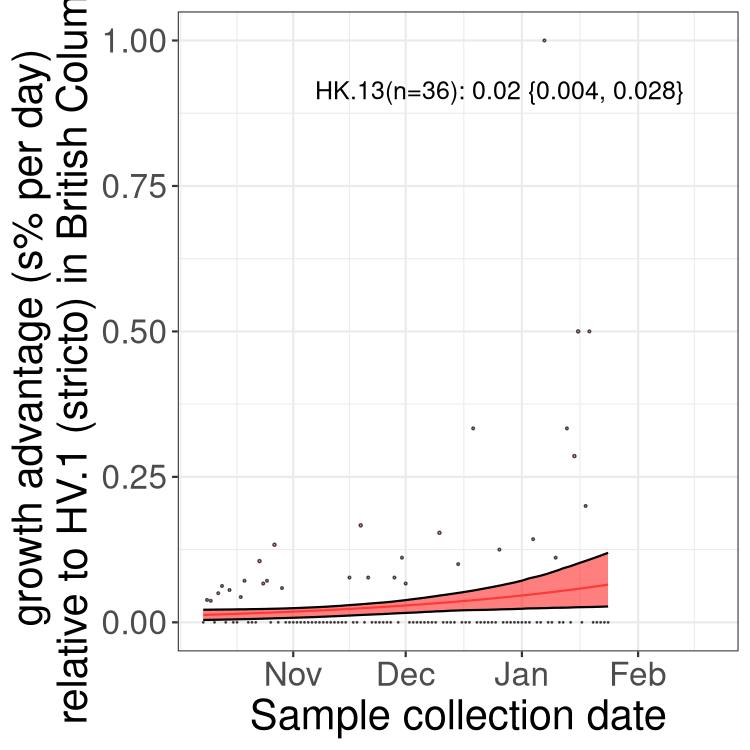 growth advantage (s% per day)
relative to HV.1 (stricto) in British Colum
HK.13(n=36): 0.02 {0.004, 0.028}
1.00
0.75
0.50
0.25
0.00
Nov Dec Jan Feb
Sample collection date